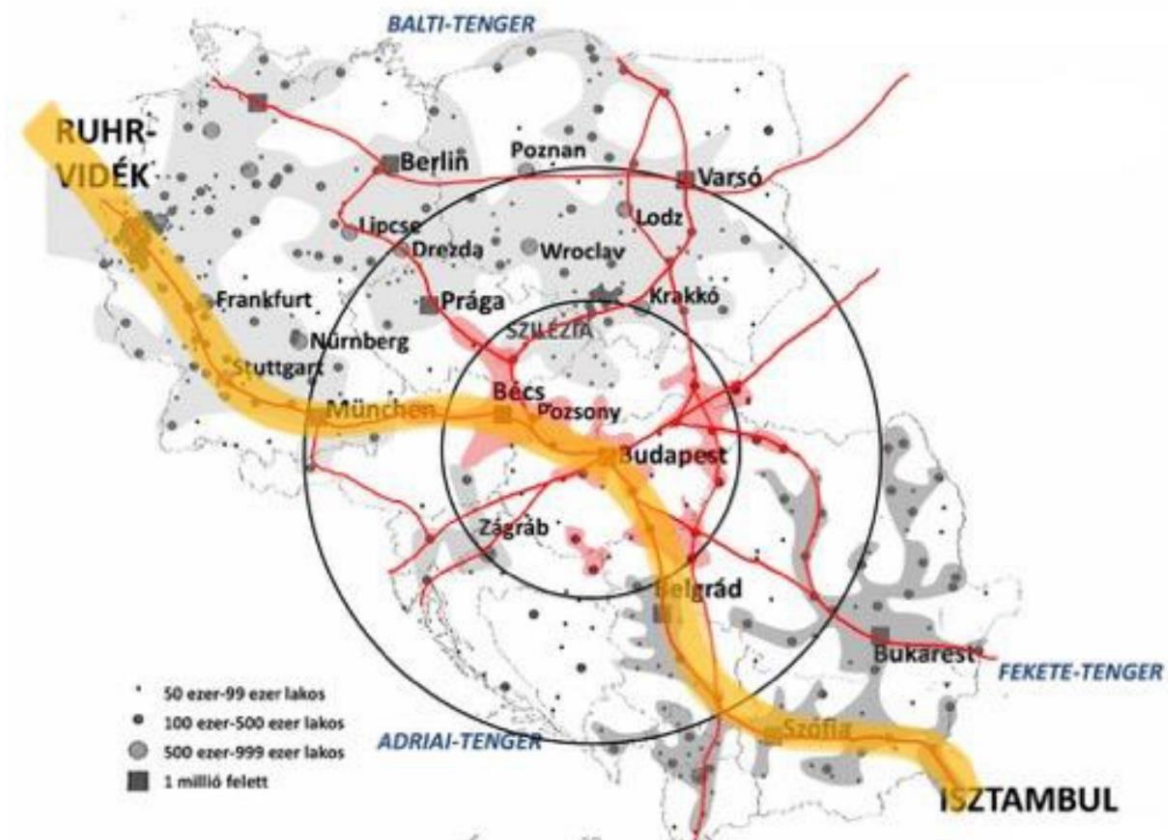 BALTI-TENGER
RUHR-
VIDÉK
Berlin
Poznan
Varsó
Lipcse
Lodz
Drezda
Wroclav
Frankfurt
Prága
Krakkó
SZILÉZIA
Nürnberg
Stuttgart
Bécs
München
Pozsony
Budapest
Zágráb
Belgrád
Bukarest
FEKETE-TENGER
50 ezer-99 ezer lakos
100 ezer-500 ezer lakos
500 ezer-999 ezer lakos
1 millió felett
ADRIAI-TENGER
Szófia
ISZTAMBUL